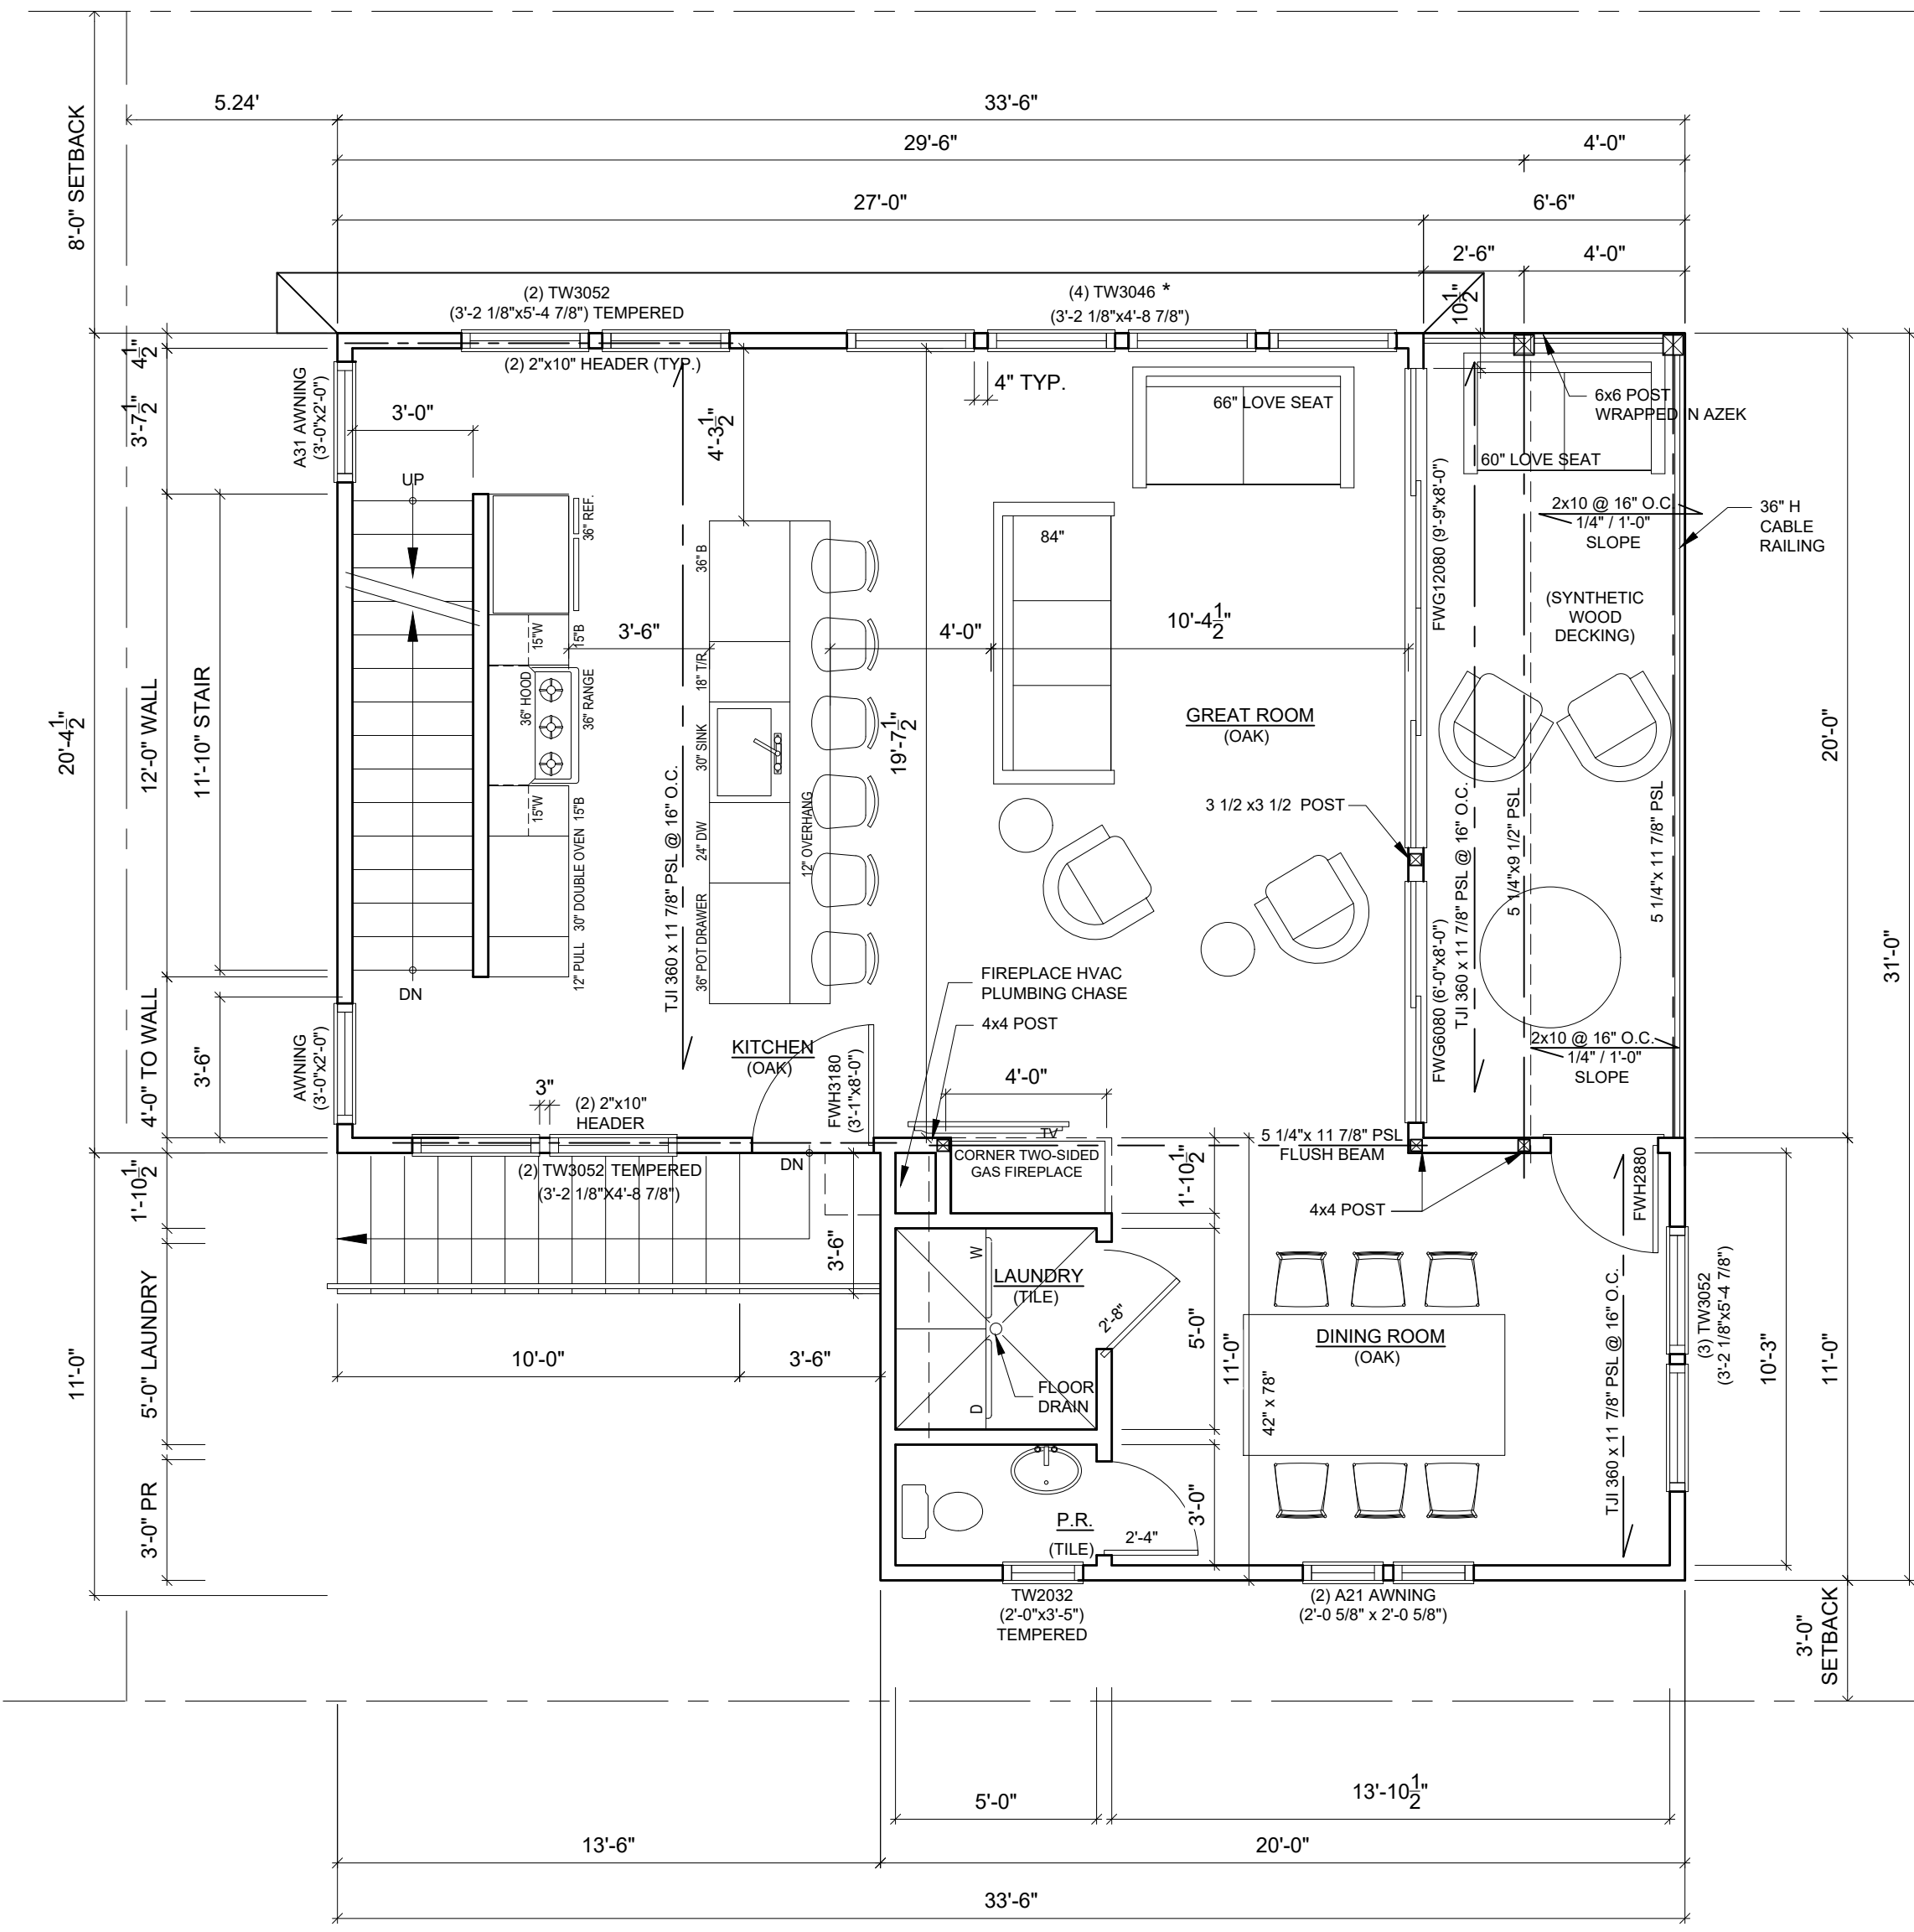 5.24'
33'-6"
29'-6"
4'-0"
27'-0"
6'-6"
2'-6"
4'-0"
8'-0" SETBACK
10 1/2"
(2) TW3052
(3'-2 1/8"x5'-4 7/8") TEMPERED
(4) TW3046 *
(3'-2 1/8"x4'-8 7/8")
(2) 2"x10" HEADER (TYP.)
4" TYP.
4 1/2"
3'-7 1/2"
A31 AWNING
(3'-0"x2'-0")
3'-0"
4'-3 1/2"
66" LOVE SEAT
6x6 POST
WRAPPED IN AZEK
60" LOVE SEAT
UP
36" REF.
36" B
84"
2x10 @ 16" O.C.
1/4" / 1'-0"
SLOPE
36" H
CABLE
RAILING
FWG12080 (9'-9"x8'-0")
(SYNTHETIC
WOOD
DECKING)
15"W
15"B
3'-6"
4'-0"
10'-4 1/2"
18" T/R
36" HOOD
36" RANGE
30" SINK
19'-7 1/2"
GREAT ROOM
(OAK)
20'-4 1/2"
12'-0" WALL
11'-10" STAIR
20'-0"
31'-0"
15"W
12" PULL 30" DOUBLE OVEN 15"B
TJI 360 x 11 7/8" PSL @ 16" O.C.
24" DW
12" OVERHANG
36" POT DRAWER
3 1/2 x3 1/2 POST
TJI 360 x 11 7/8" PSL @ 16" O.C.
5 1/4"x9 1/2" PSL
5 1/4"x 11 7/8" PSL
FWG6080 (6'-0"x8'-0")
DN
FIREPLACE HVAC
PLUMBING CHASE
4x4 POST
4'-0" TO WALL
3'-6"
AWNING
(3'-0"x2'-0")
KITCHEN
(OAK)
FWH3180
(3'-1"x8'-0")
2x10 @ 16" O.C.
1/4" / 1'-0"
SLOPE
3"
(2) 2"x10"
HEADER
4'-0"
TV
5 1/4"x 11 7/8" PSL
FLUSH BEAM
CORNER TWO-SIDED
GAS FIREPLACE
(2) TW3052 TEMPERED
(3'-2 1/8"X4'-8 7/8")
DN
1'-10 1/2"
1'-10 1/2"
4x4 POST
FWH2880
3'-6"
W
LAUNDRY
(TILE)
2'-8"
5'-0"
11'-0"
DINING ROOM
(OAK)
TJI 360 x 11 7/8" PSL @ 16" O.C.
(3) TW3052
(3'-2 1/8"x5'-4 7/8")
10'-3"
11'-0"
11'-0"
5'-0" LAUNDRY
10'-0"
3'-6"
FLOOR
DRAIN
D
42" x 78"
3'-0" PR
3'-0"
P.R.
(TILE)
2'-4"
TW2032
(2'-0"x3'-5")
TEMPERED
(2) A21 AWNING
(2'-0 5/8" x 2'-0 5/8")
3'-0"
SETBACK
5'-0"
13'-10 1/2"
13'-6"
20'-0"
33'-6"